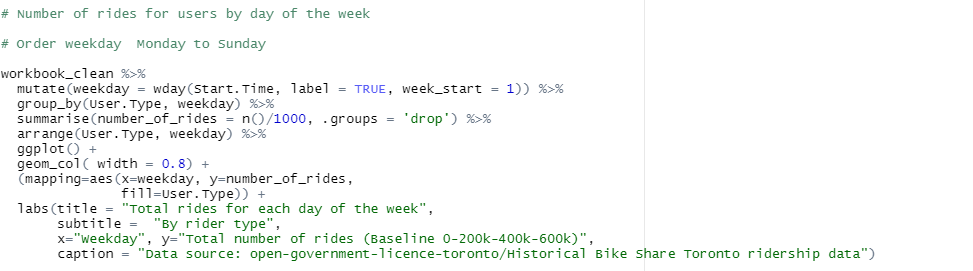 # Number of rides for users by day of the week
# Order weekday  Monday to Sunday
workbook_clean %>%
  mutate(weekday = wday(Start.Time, label = TRUE, week_start = 1)) %>%
  group_by(User.Type, weekday) %>%
  summarise(number_of_rides = n()/1000, .groups = 'drop') %>%
  arrange(User.Type, weekday) %>%
  ggplot() +
  geom_col( width = 0.8) +
  (mapping=aes(x=weekday, y=number_of_rides,
               fill=User.Type)) +
  labs(title = "Total rides for each day of the week",
       subtitle =  "By rider type",
       x="Weekday", y="Total number of rides (Baseline 0-200k-400k-600k)",
       caption = "Data source: open-government-licence-toronto/Historical Bike Share Toronto ridership data")